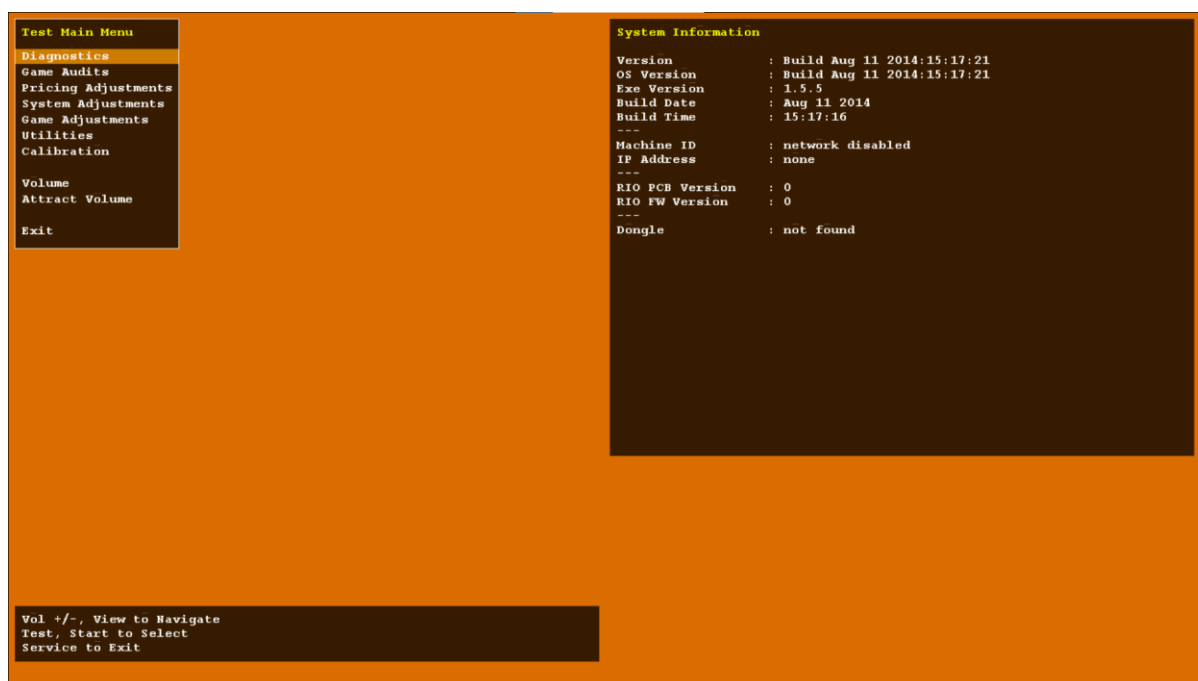 Test Main Menu
Diagnostics
Game Audits
Pricing Adjustments
System Adjustments
Game Adjustments
Utilities
Calibration
Volume
Attract Volume
Exit
System Information
Version : Build Aug 11 2014:15:17:21
OS Version : Build Aug 11 2014:15:17:21
Exe Version : 1.5.5
Build Date : Aug 11 2014
Build Time : 15:17:16
---
Machine ID : network disabled
IP Address : none
---
RIO PCB Version : 0
RIO FW Version : 0
---
Dongle : not found
Vol +/-, View to Navigate
Test, Start to Select
Service to Exit